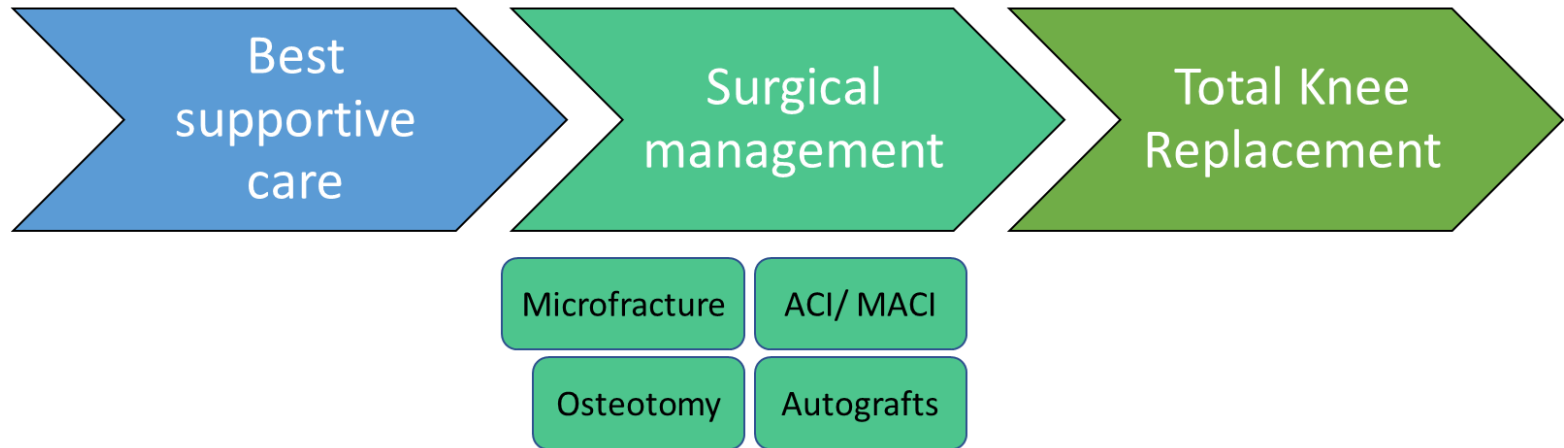 Best
supportive
care
Surgical
management
Total Knee
Replacement
Microfracture
ACI/ MACI
Osteotomy
Autografts